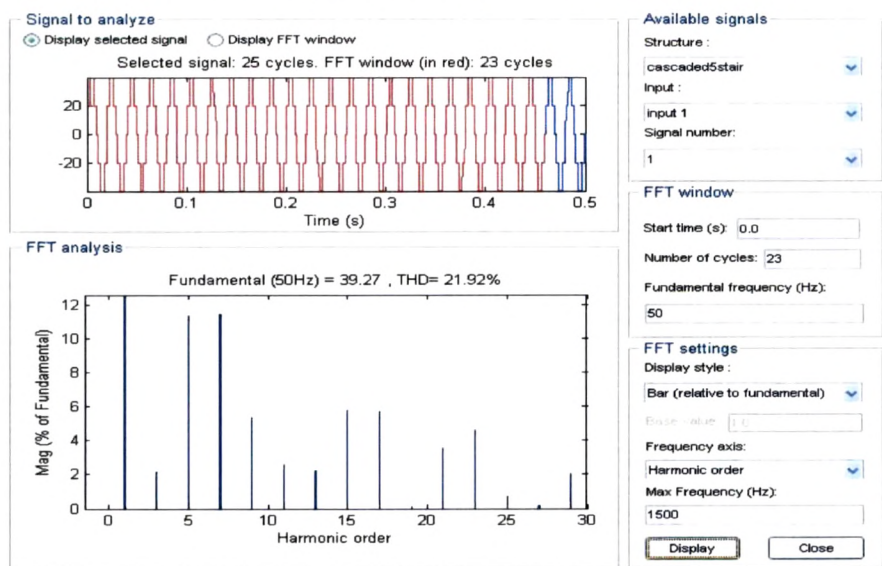 Signal to analyze
Display selected signal Display FFT window
Selected signal: 25 cycles. FFT window (in red): 23 cycles
20
0
-20
0 0.1 0.2 0.3 0.4 0.5
Time (s)
FFT analysis
Fundamental (50Hz) = 39.27 , THD= 21.92%
12
10
8
6
4
2
0
Mag (% of Fundamental)
0 5 10 15 20 25 30
Harmonic order
Available signals
Structure :
cascaded5stair
Input :
input 1
Signal number:
1
FFT window
Start time (s): 0.0
Number of cycles: 23
Fundamental frequency (Hz):
50
FFT settings
Display style :
Bar (relative to fundamental)
Base value 1.0
Frequency axis:
Harmonic order
Max Frequency (Hz):
1500
Display Close